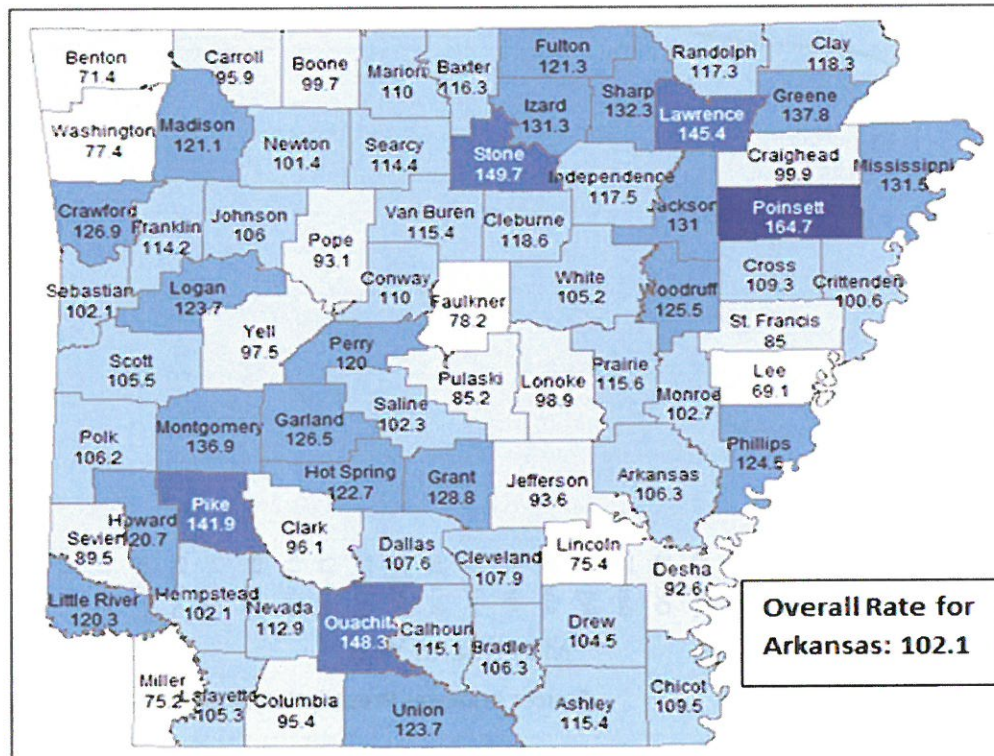 Benton
71.4
Carroll
95.9
Boone
99.7
Marion
110
Baxter
116.3
Fulton
121.3
Randolph
117.3
Clay
118.3
Washington
77.4
Madison
121.1
Newton
101.4
Searcy
114.4
Stone
149.7
Izard
131.3
Sharp
132.3
Lawrence
145.4
Greene
137.8
Independence
117.5
Craighead
99.9
Mississippi
131.5
Crawford
126.9
Franklin
114.2
Johnson
106
Pope
93.1
Van Buren
115.4
Cleburne
118.6
Jackson
131
Poinsett
164.7
Sebastian
102.1
Logan
123.7
Conway
110
Faulkner
78.2
White
105.2
Woodruff
125.5
Cross
109.3
Crittenden
100.6
Yell
97.5
Perry
120
St. Francis
85
Scott
105.5
Pulaski
85.2
Lonoke
98.9
Prairie
115.6
Monroe
102.7
Lee
69.1
Polk
106.2
Montgomery
136.9
Garland
126.5
Saline
102.3
Hot Spring
122.7
Grant
128.8
Jefferson
93.6
Arkansas
106.3
Phillips
124.5
Sevier
89.5
Howard
120.7
Pike
141.9
Clark
96.1
Dallas
107.6
Cleveland
107.9
Lincoln
75.4
Desha
92.6
Little River
120.3
Hempstead
102.1
Nevada
112.9
Ouachita
148.3
Calhoun
115.1
Bradley
106.3
Drew
104.5
Miller
75.2
Lafayette
105.3
Columbia
95.4
Union
123.7
Ashley
115.4
Chicot
109.5
Overall Rate for
Arkansas: 102.1